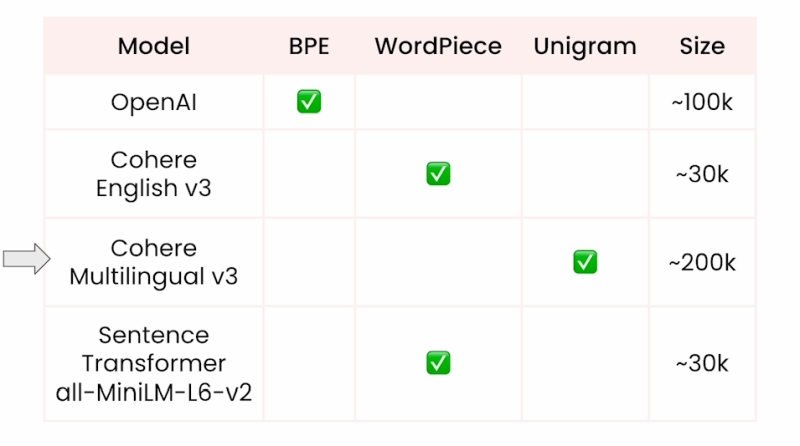 Model BPE WordPiece Unigram Size
OpenAI ✅ ~100k
Cohere
English v3 ✅ ~30k
Cohere
Multilingual v3 ✅ ~200k
Sentence
Transformer
all-MiniLM-L6-v2 ✅ ~30k